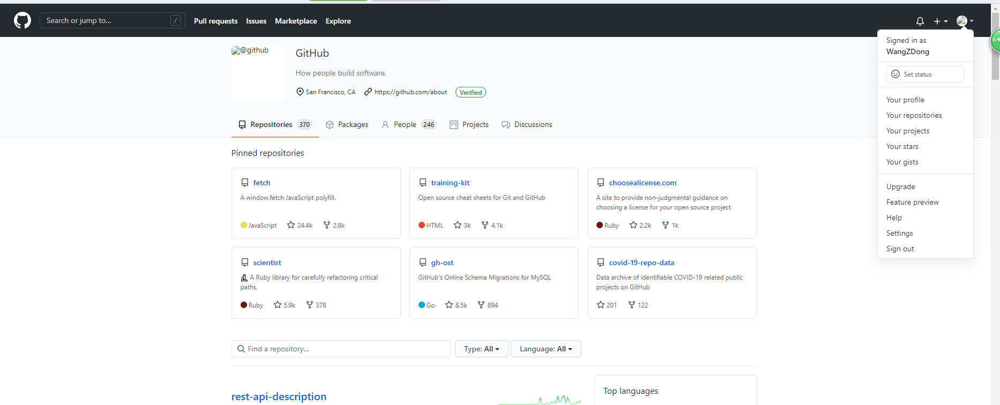 Search or jump to...
/
Pull requests
Issues
Marketplace
Explore
Signed in as
WangZDong
Set status
Your profile
Your repositories
Your projects
Your stars
Your gists
Upgrade
Feature preview
Help
Settings
Sign out
64
@github
GitHub
How people build software.
San Francisco, CA
https://github.com/about
Verified
Repositories 370
Packages
People 246
Projects
Discussions
Pinned repositories
fetch
A window.fetch JavaScript polyfill.
JavaScript 24.4k 2.8k
training-kit
Open source cheat sheets for Git and GitHub
HTML 3k 4.1k
choosealicense.com
A site to provide non-judgmental guidance on
choosing a license for your open source project
Ruby 2.2k 1k
scientist
A Ruby library for carefully refactoring critical
paths.
Ruby 5.9k 378
gh-ost
GitHub's Online Schema Migrations for MySQL
Go 8.5k 894
covid-19-repo-data
Data archive of identifiable COVID-19 related public
projects on GitHub
201 122
Find a repository...
Type: All
Language: All
rest-api-description
Top languages